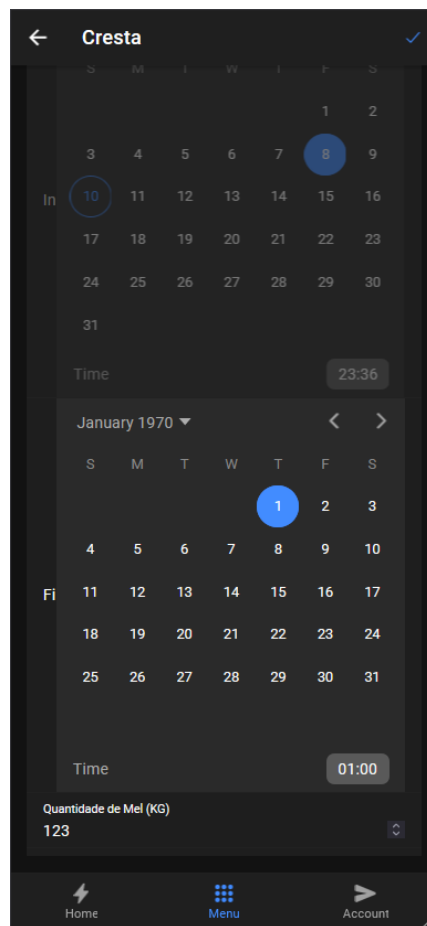 Cresta
S M T W T F S
1 2
3 4 5 6 7 8 9
In 10 11 12 13 14 15 16
17 18 19 20 21 22 23
24 25 26 27 28 29 30
31
Time 23:36
January 1970
S M T W T F S
1 2 3
4 5 6 7 8 9 10
Fi 11 12 13 14 15 16 17
18 19 20 21 22 23 24
25 26 27 28 29 30 31
Time 01:00
Quantidade de Mel (KG)
123
Home Menu Account